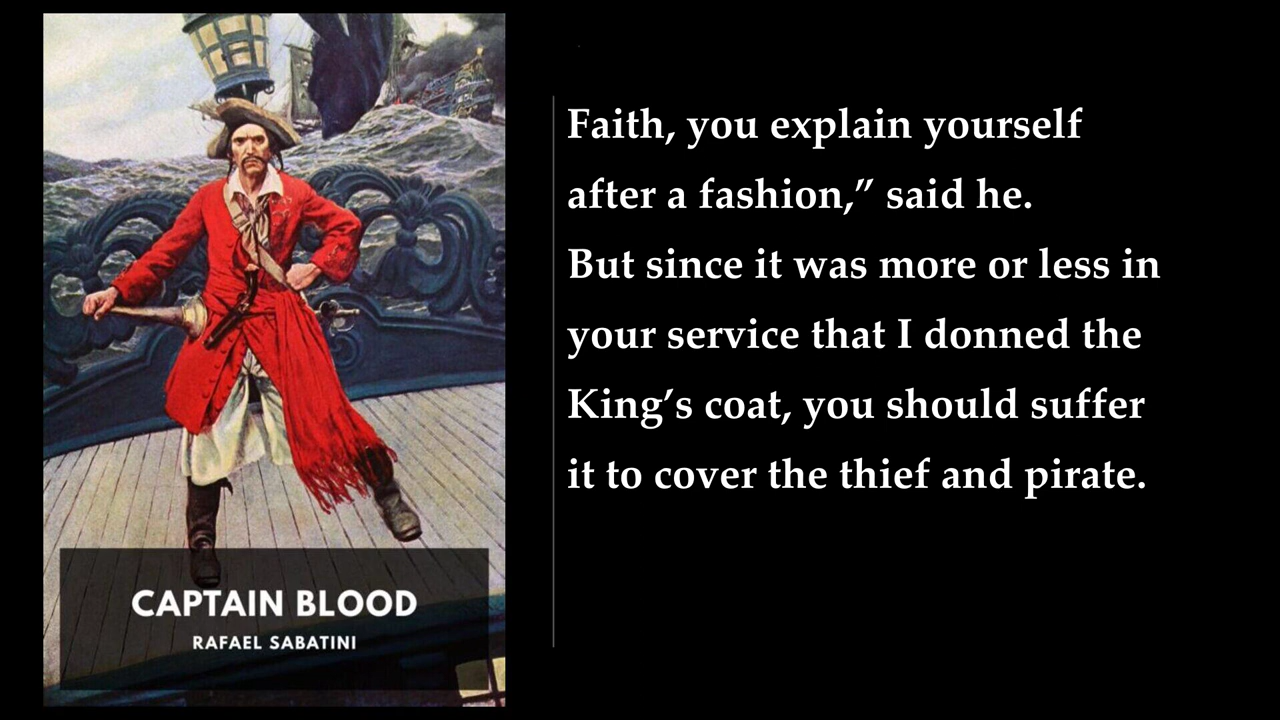 CAPTAIN BLOOD
RAFAEL SABATINI
Faith, you explain yourself
after a fashion,” said he.
But since it was more or less in
your service that I donned the
King’s coat, you should suffer
it to cover the thief and pirate.